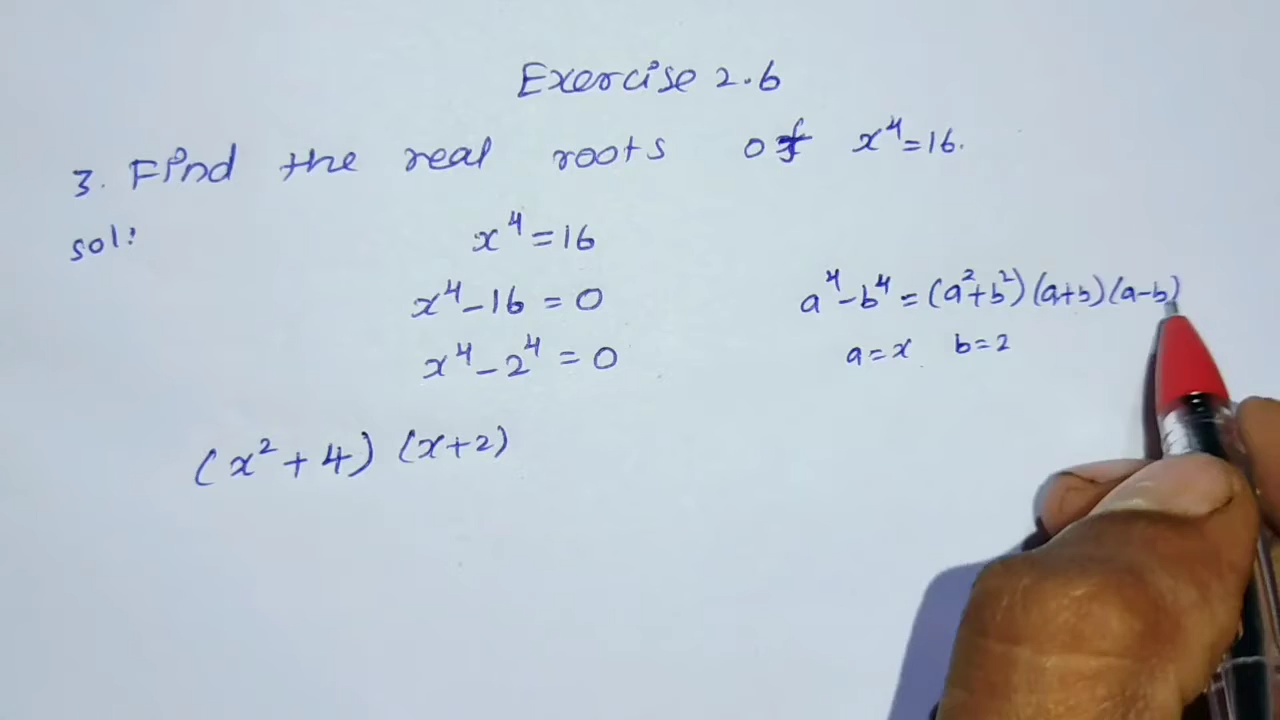 Exercise 2.6
3. Find the real roots of x⁴=16.
sol:
x⁴=16
x⁴-16=0
x⁴-2⁴=0
a⁴-b⁴=(a²+b²)(a+b)(a-b)
a=x b=2
(x²+4) (x+2)